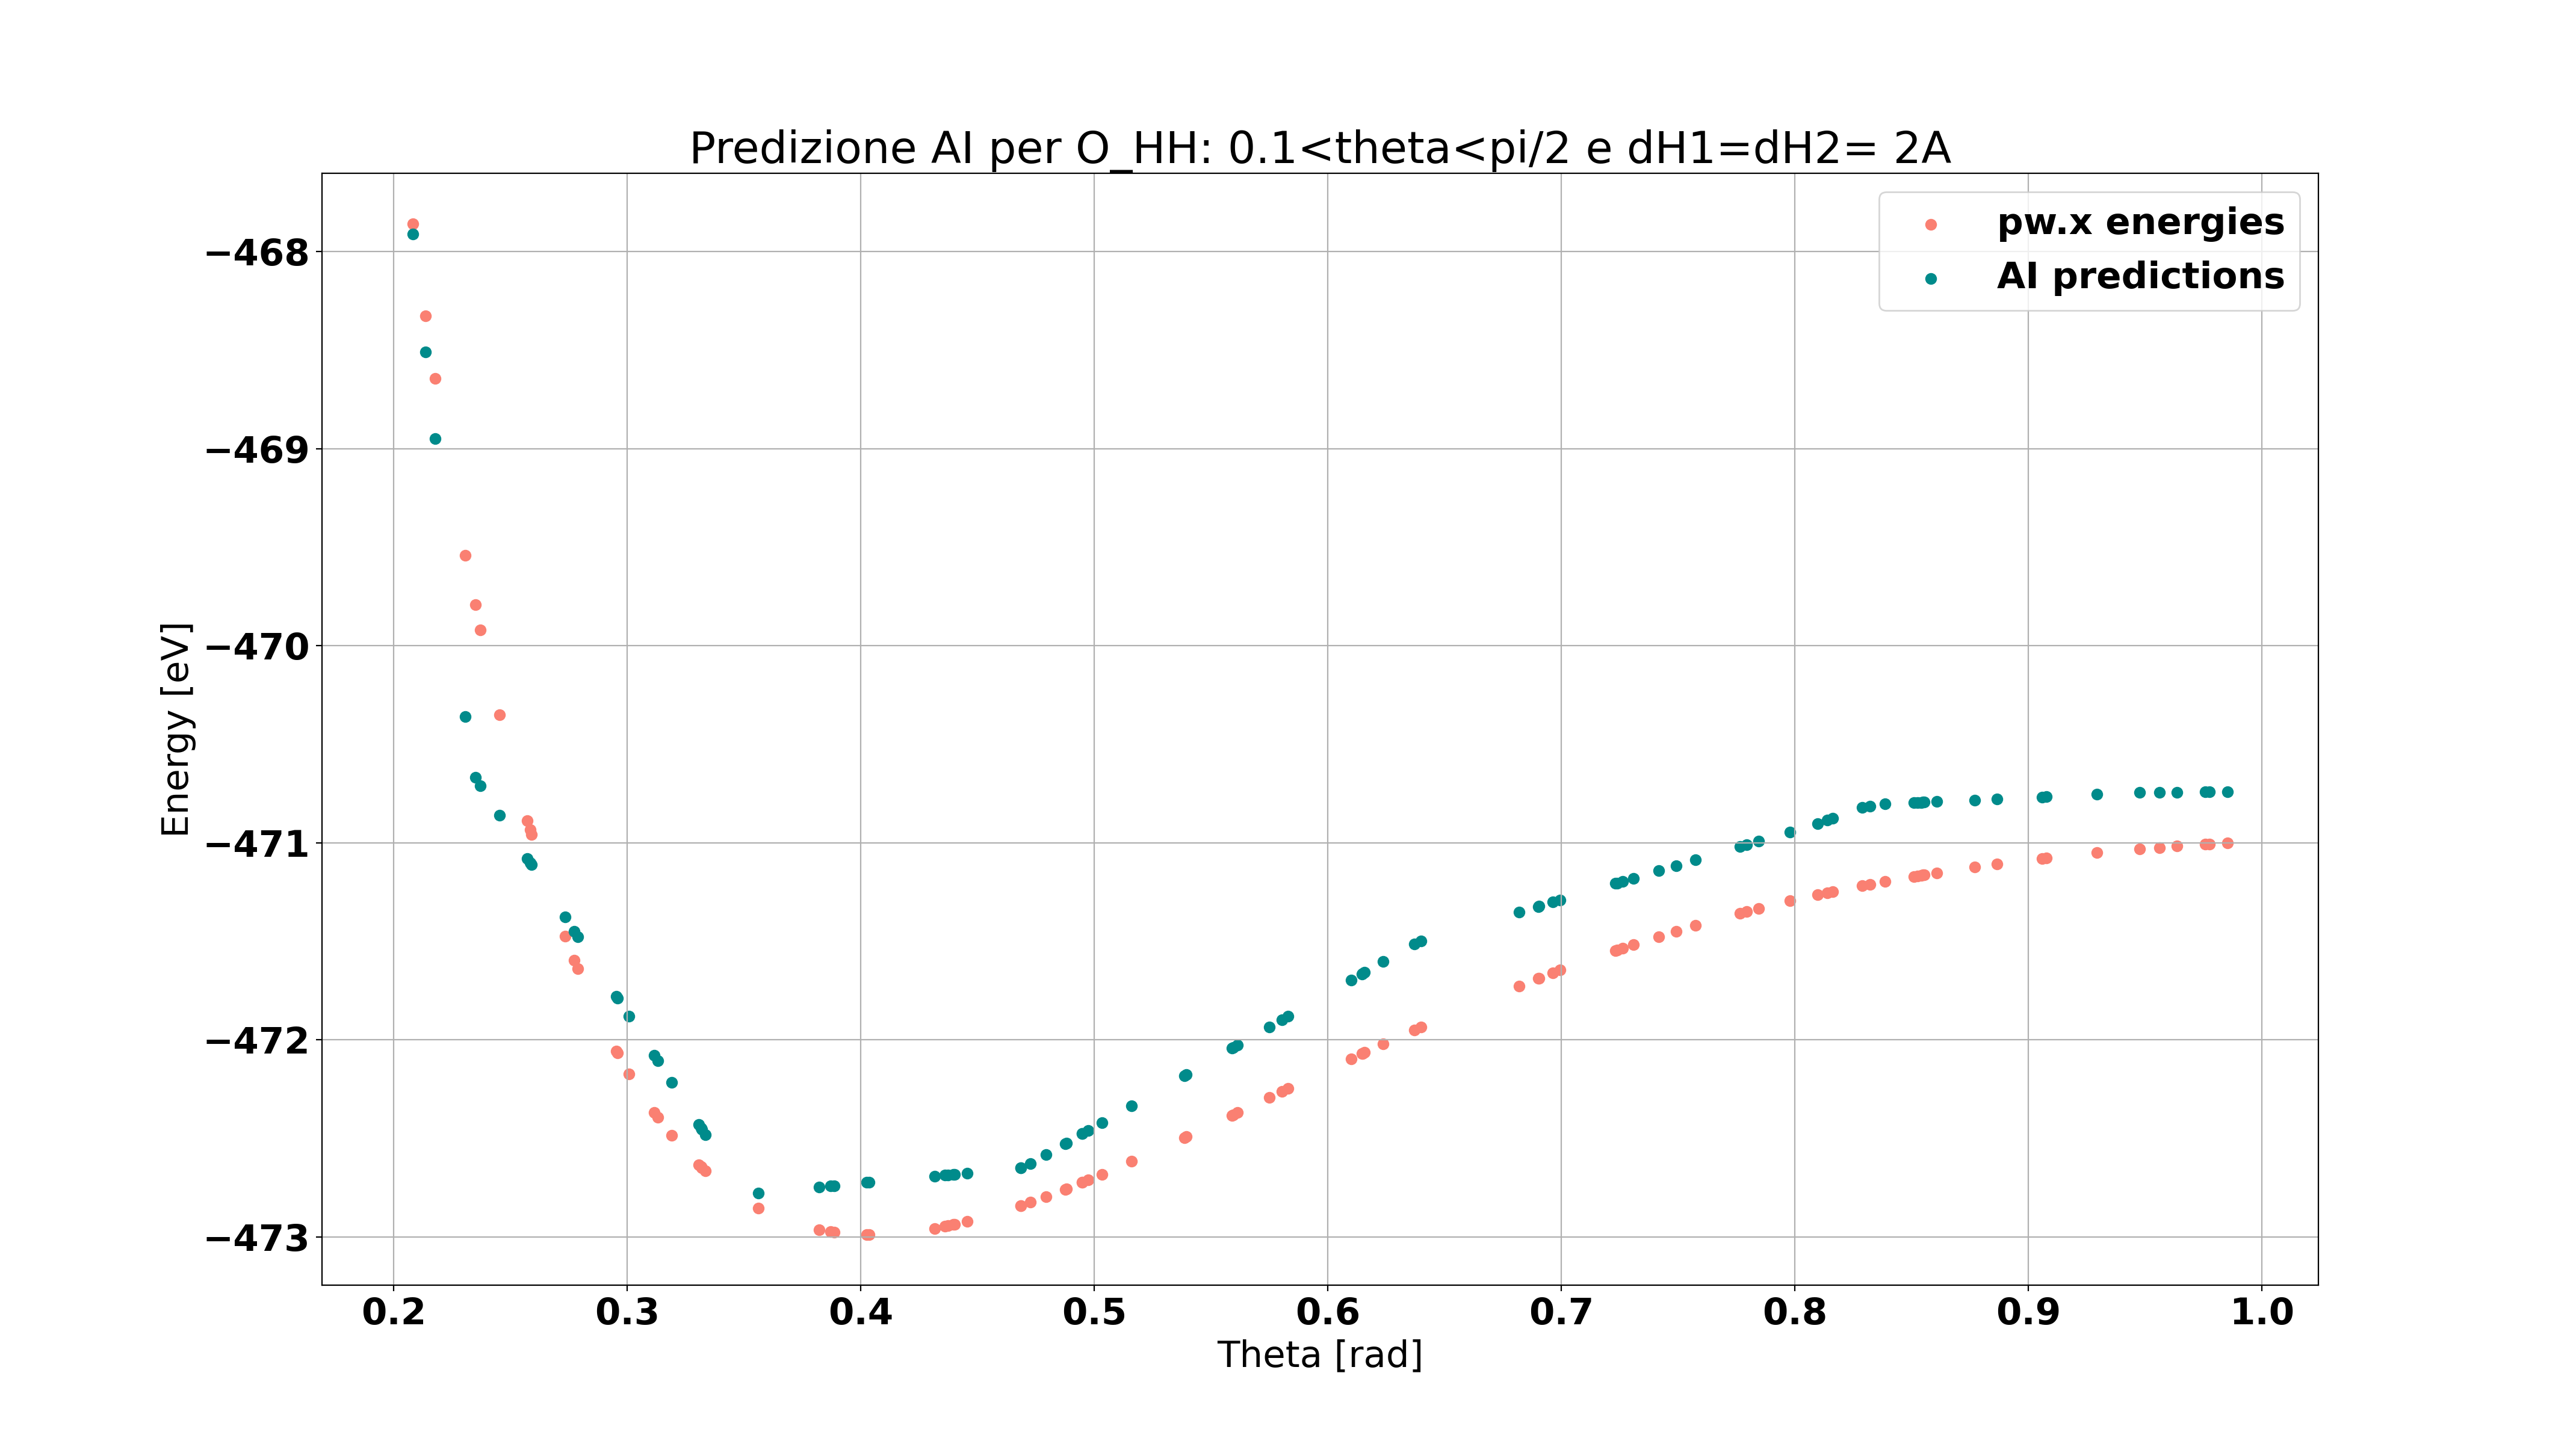 Predizione AI per O_HH: 0.1<theta<pi/2 e dH1=dH2= 2A
pw.x energies
AI predictions
Energy [eV]
−468
−469
−470
−471
−472
−473
0.2 0.3 0.4 0.5 0.6 0.7 0.8 0.9 1.0
Theta [rad]